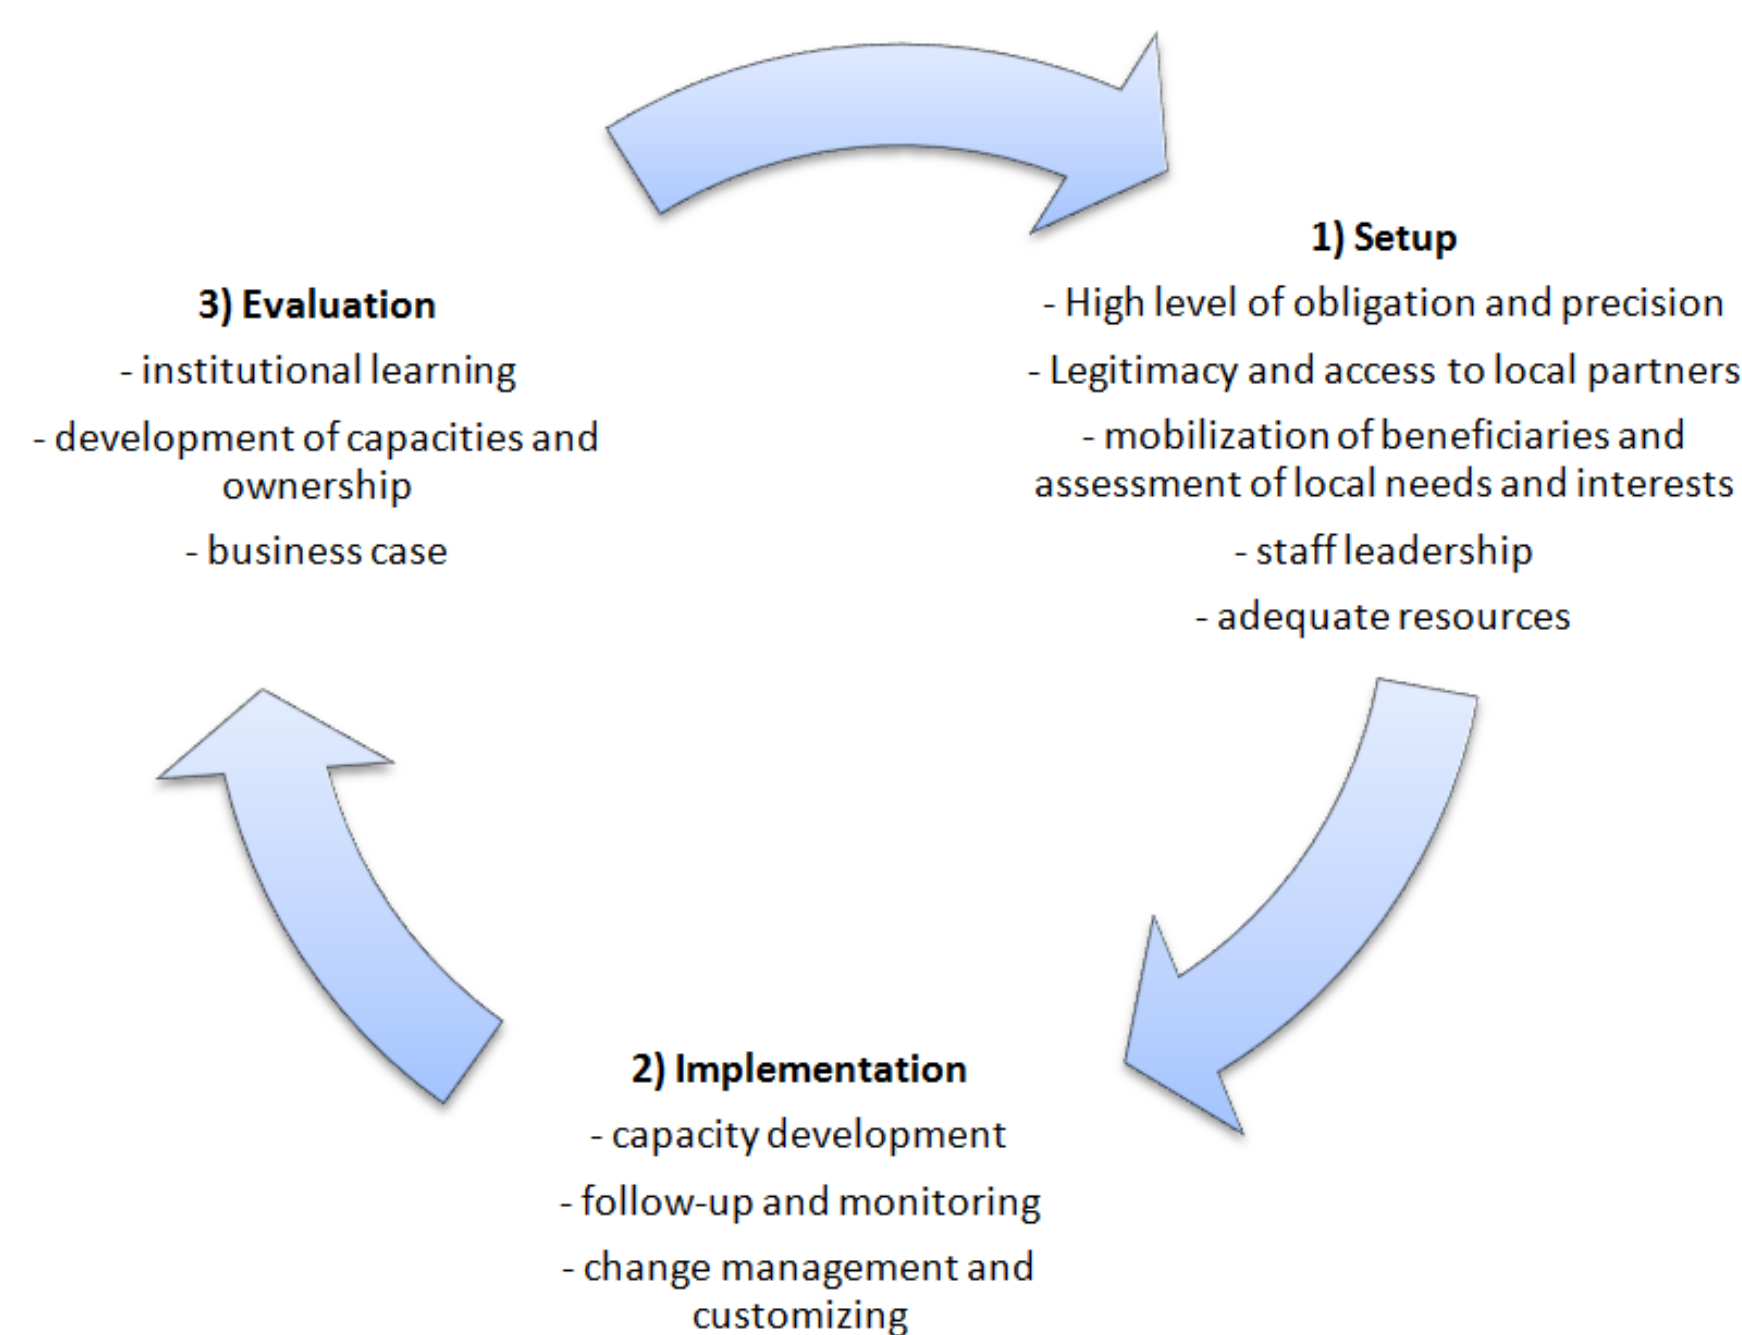 1) Setup
- High level of obligation and precision
- Legitimacy and access to local partners
- mobilization of beneficiaries and
assessment of local needs and interests
- staff leadership
- adequate resources
2) Implementation
- capacity development
- follow-up and monitoring
- change management and
customizing
3) Evaluation
- institutional learning
- development of capacities and
ownership
- business case